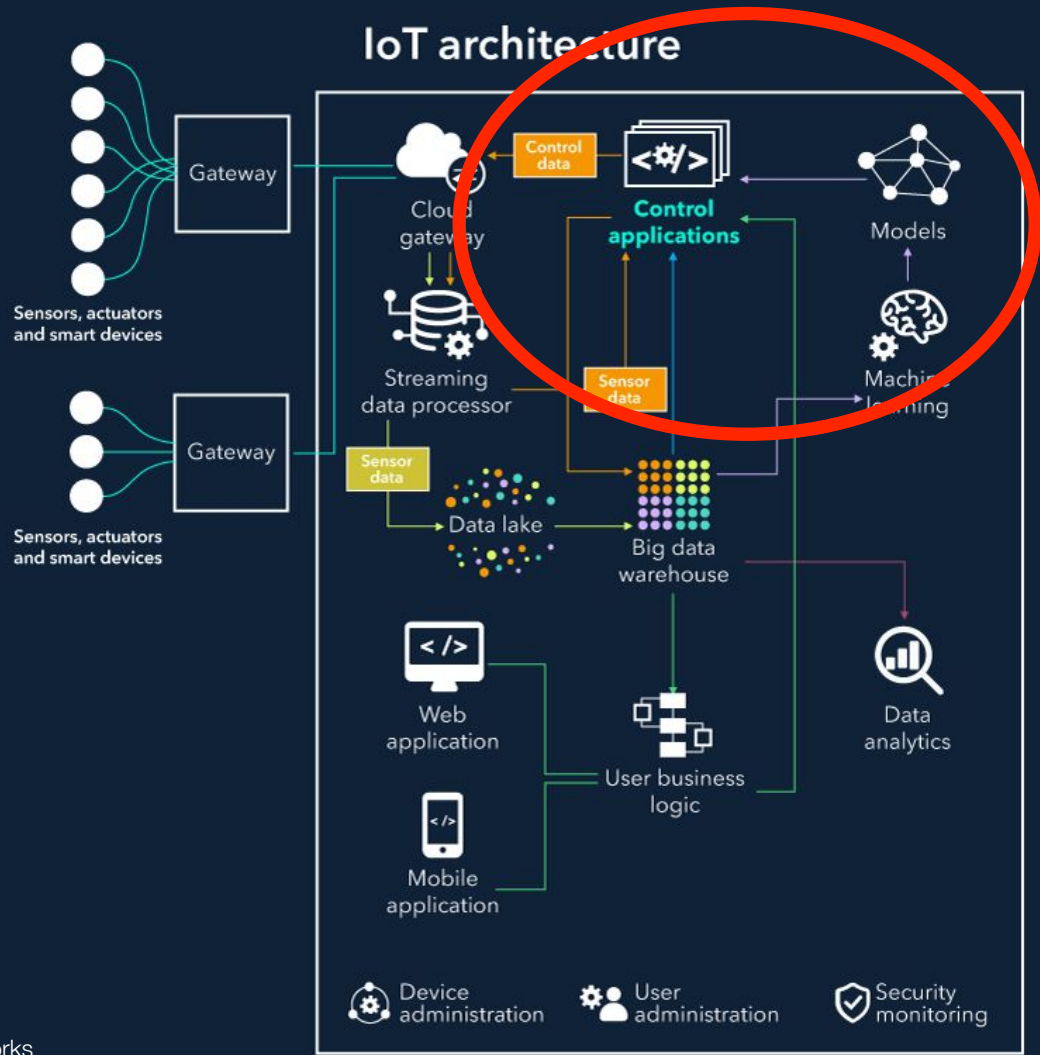 IoT architecture
Gateway
Sensors, actuators
and smart devices
Gateway
Sensors, actuators
and smart devices
Cloud
gateway
Control
data
</>
Control
applications
Models
Streaming
data processor
Sensor
data
Machine
learning
Sensor
data
Data lake
Big data
warehouse
</>
Web
application
User business
logic
Data
analytics
</>
Mobile
application
Device
administration
User
administration
Security
monitoring